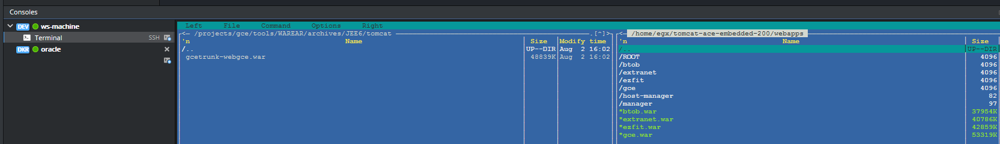 Consoles
DEV ws-machine
Terminal SSH
DKR oracle
Left File Command Options Right
<— /projects/gce/tools/WAREAR/archives/JEE6/tomcat .[^]>
'n Name Size Modify time
/.. UP--DIR Aug 2 16:02
gcetrunk-webgce.war 48839K Aug 2 16:02
<— /home/egx/tomcat-ace-embedded-200/webapps
'n Name Size
/.. UP--DIR
/ROOT 4096
/btob 4096
/extranet 4096
/ezfit 4096
/gce 4096
/host-manager 82
/manager 97
*btob.war 37954K
*extranet.war 40786K
*ezfit.war 42859K
*gce.war 53319K